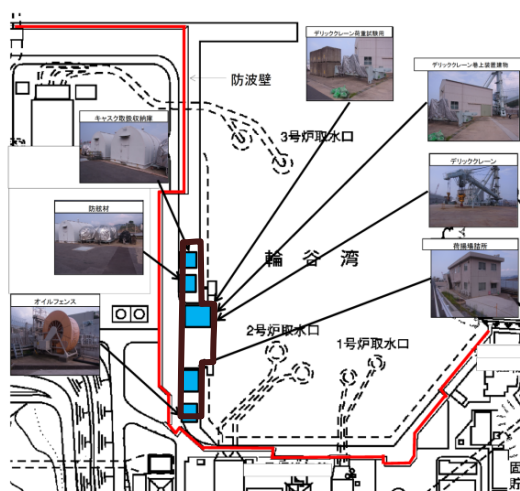 デリッククレーン荷重試験用
デリッククレーン巻上装置建物
防波壁
キャスク取扱収納庫
3号炉取水口
デリッククレーン
防舷材
荷揚場詰所
輪谷湾
オイルフェンス
2号炉取水口
1号炉取水口
固